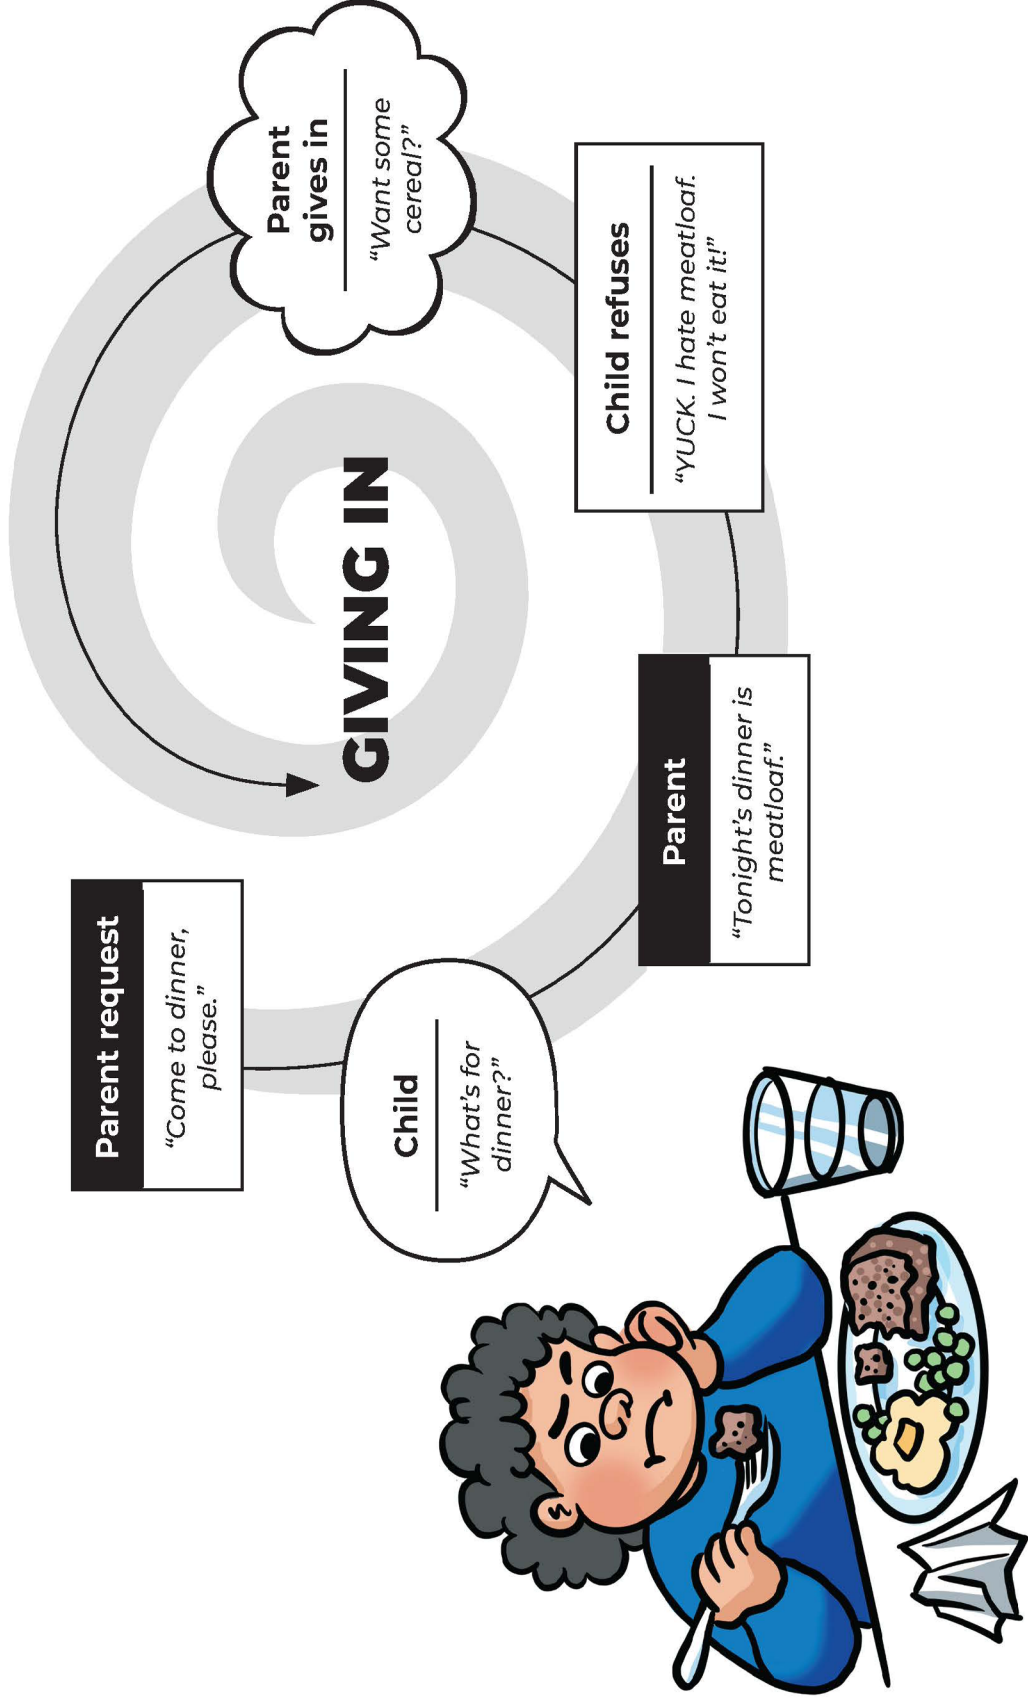 Parent request
“Come to dinner,
please.”
Child
“What’s for
dinner?”
Parent
“Tonight’s dinner is
meatloaf.”
Child refuses
“YUCK. I hate meatloaf.
I won’t eat it!”
Parent
gives in
“Want some
cereal?”
GIVING IN